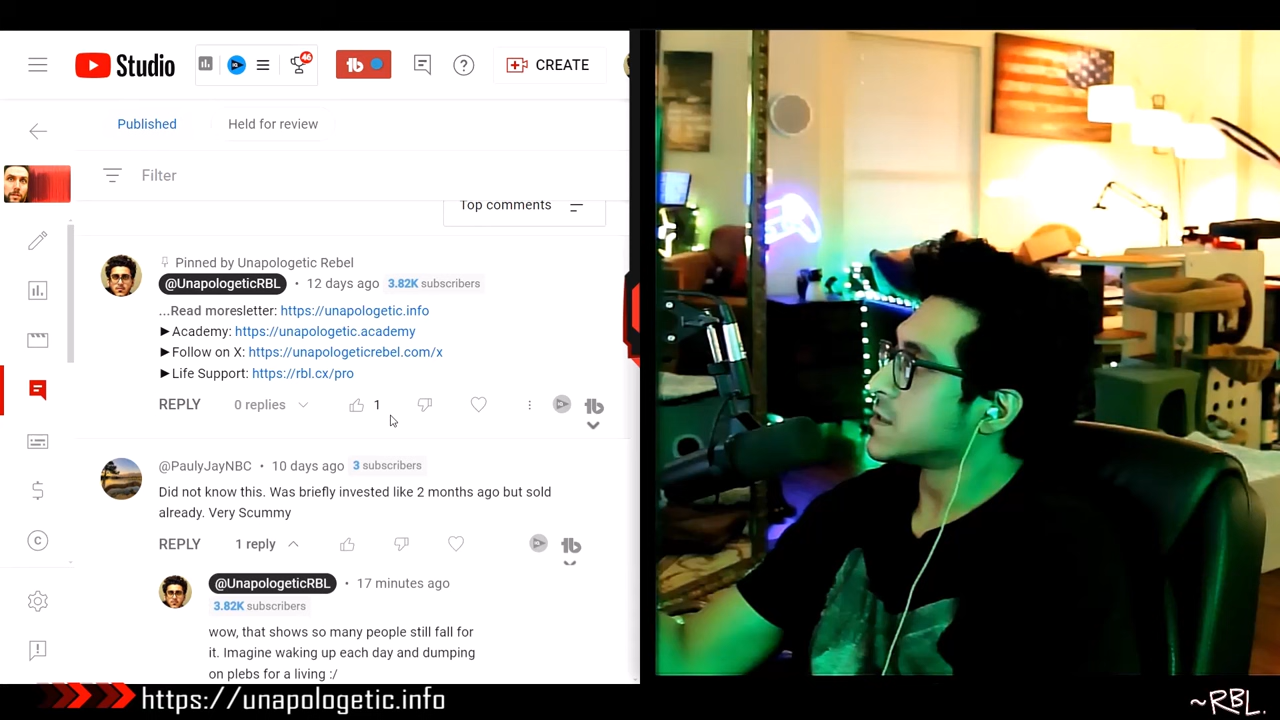 Studio
46
CREATE
Published
Held for review
Filter
Top comments
Pinned by Unapologetic Rebel
@UnapologeticRBL • 12 days ago 3.82K subscribers
...Read moresletter: https://unapologetic.info
►Academy: https://unapologetic.academy
►Follow on X: https://unapologeticrebel.com/x
►Life Support: https://rbl.cx/pro
REPLY 0 replies 1
@PaulyJayNBC • 10 days ago 3 subscribers
Did not know this. Was briefly invested like 2 months ago but sold
already. Very Scummy
REPLY 1 reply
@UnapologeticRBL • 17 minutes ago
3.82K subscribers
wow, that shows so many people still fall for
it. Imagine waking up each day and dumping
on plebs for a living :/
https://unapologetic.info
~RBL.